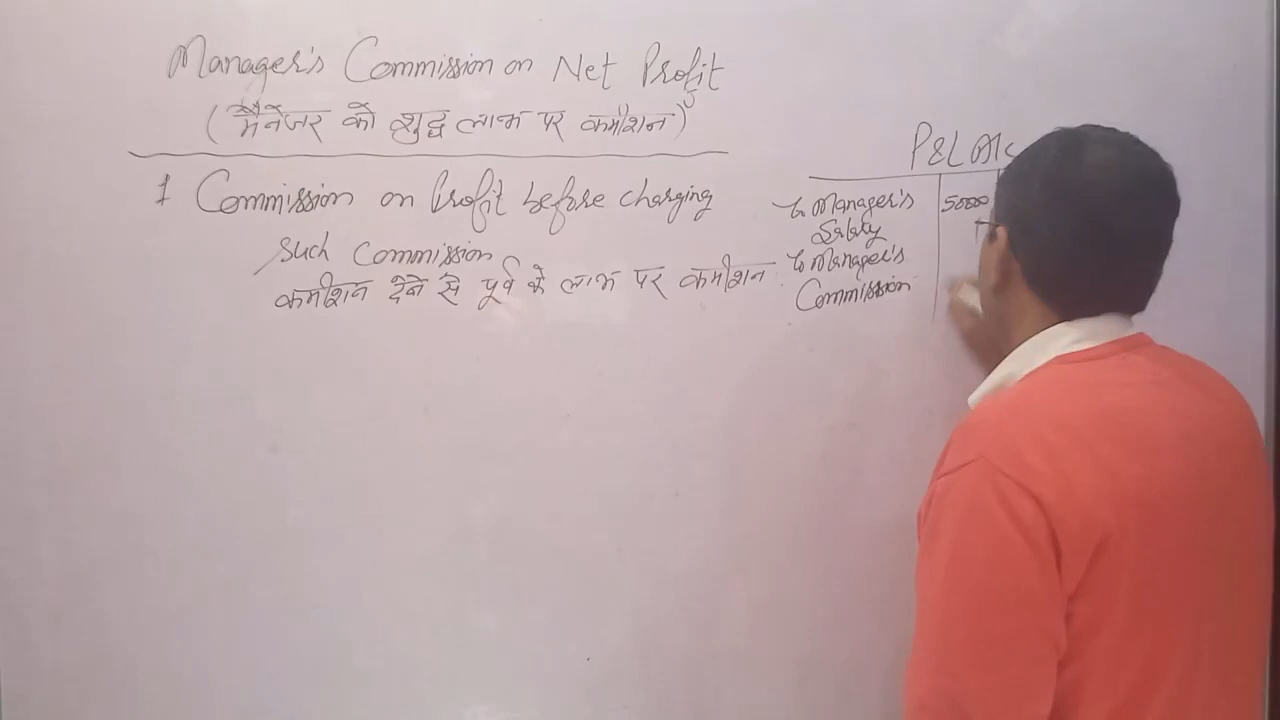 Manager's Commission on Net Profit
(मैनेजर को शुद्ध लाभ पर कमीशन)
1 Commission on Profit before charging
Such Commission
कमीशन देने से पूर्व के लाभ पर कमीशन
P&L A/c
To Manager's 5000
Salary
To Manager's
Commission